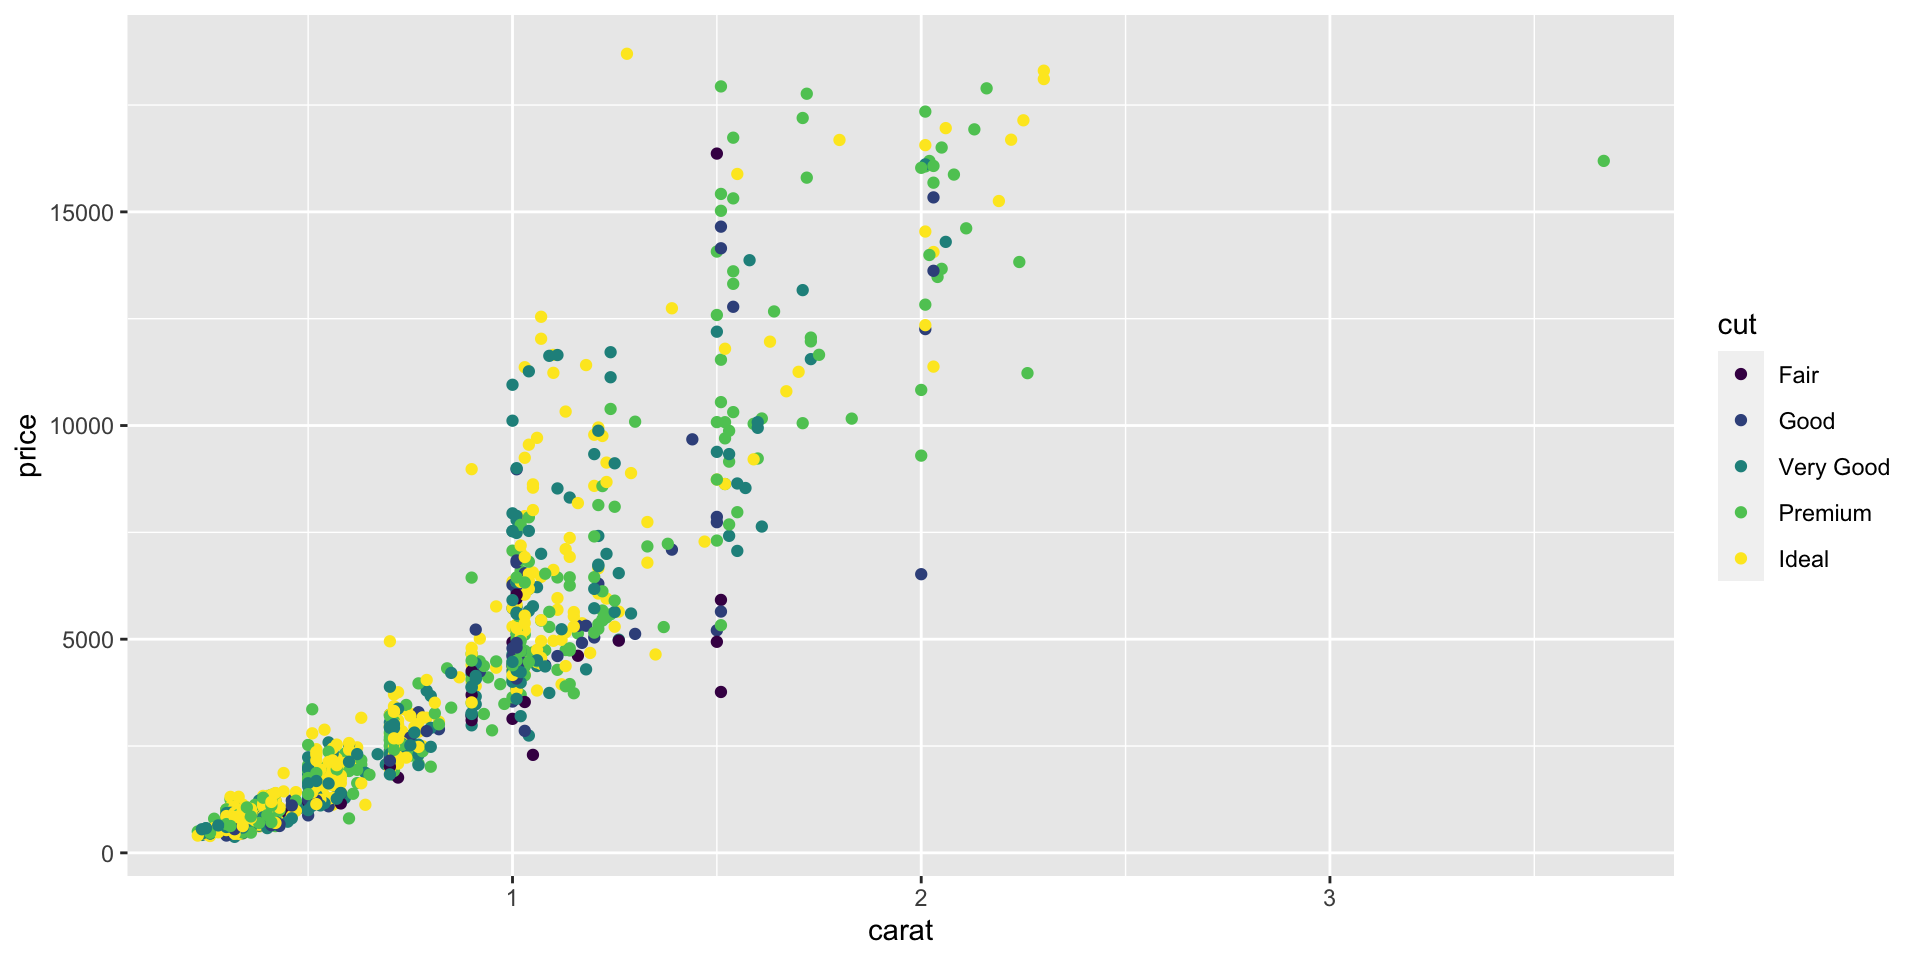 price
15000
10000
5000
0
1
2
3
carat
cut
Fair
Good
Very Good
Premium
Ideal